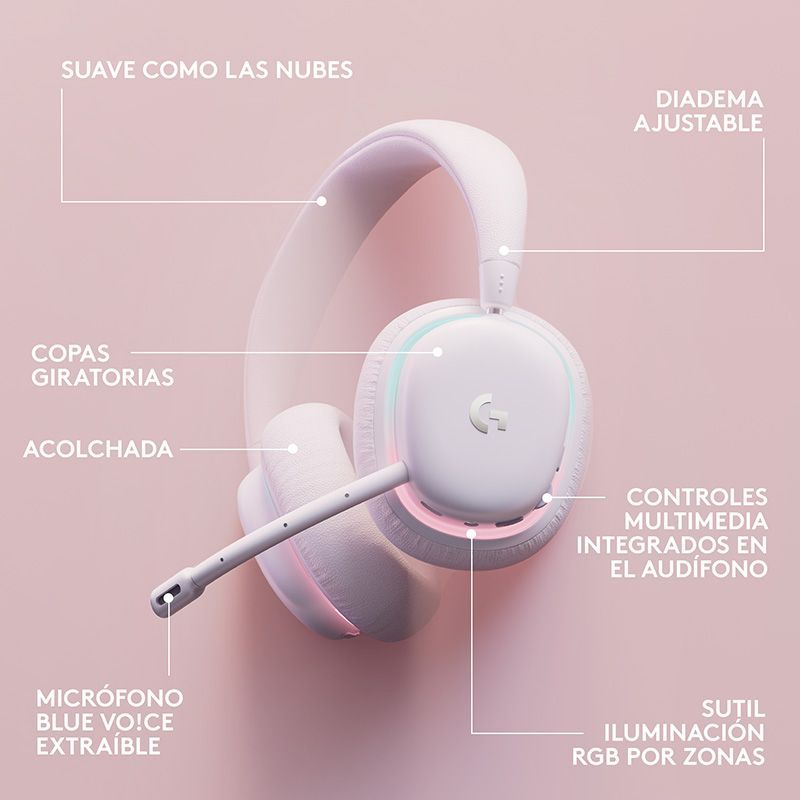 SUAVE COMO LAS NUBES
DIADEMA
AJUSTABLE
COPAS
GIRATORIAS
ACOLCHADA
CONTROLES
MULTIMEDIA
INTEGRADOS EN
EL AUDÍFONO
MICRÓFONO
BLUE VO!CE
EXTRAÍBLE
SUTIL
ILUMINACIÓN
RGB POR ZONAS